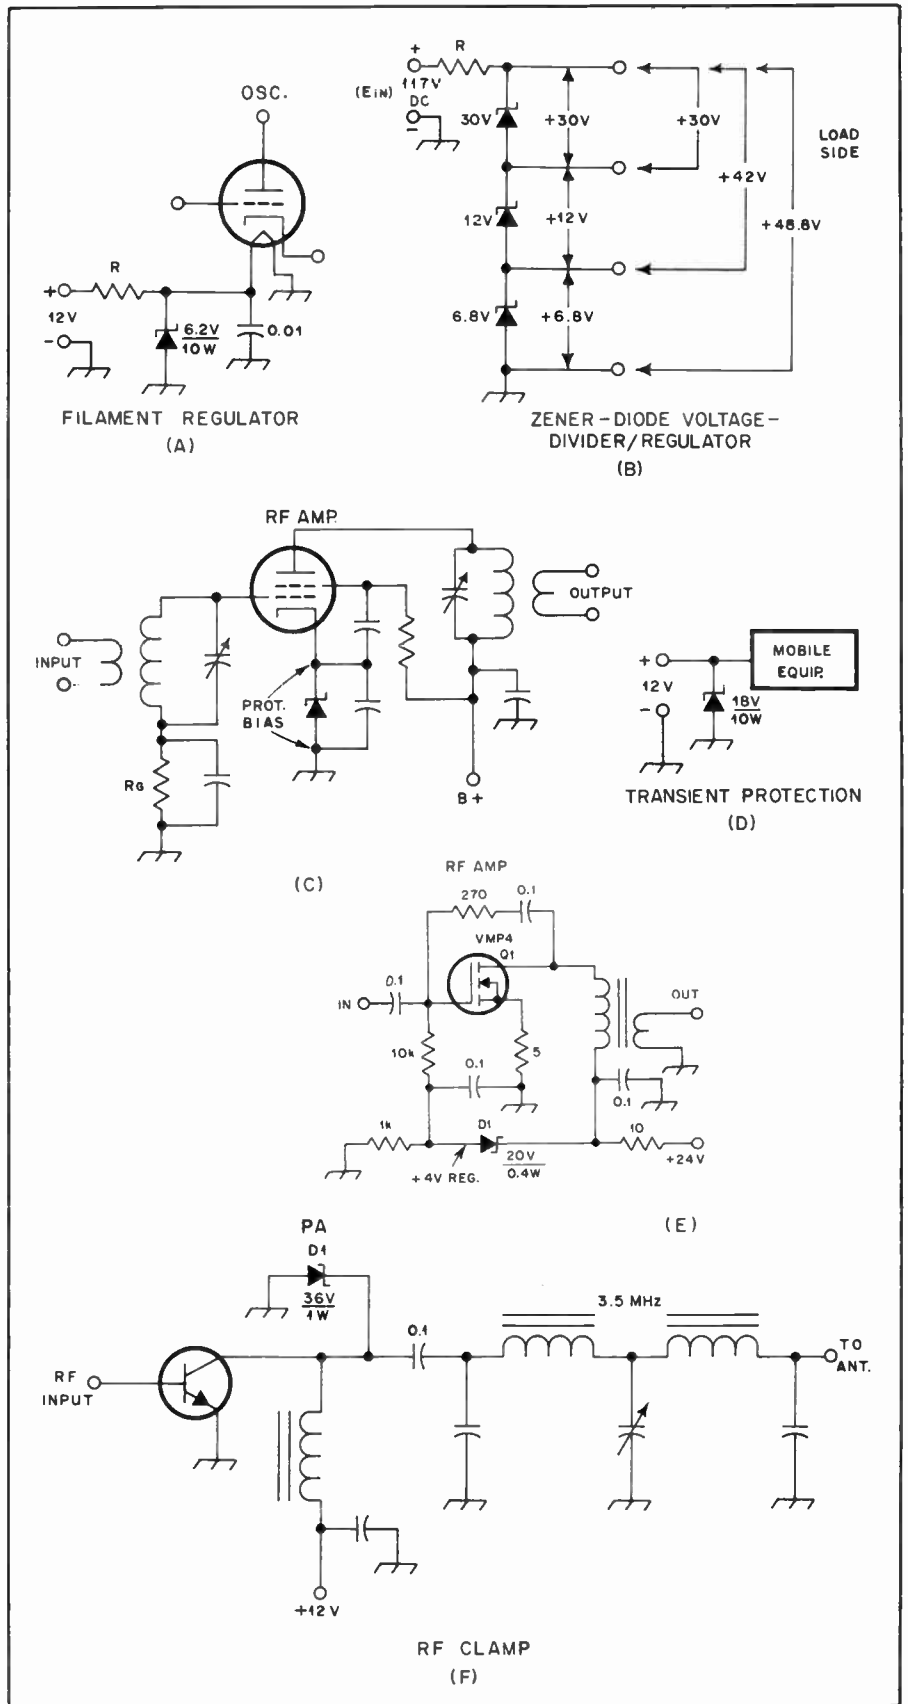 OSC.
R
+
12V
-
6.2V
10W
0.01
FILAMENT REGULATOR
(A)
+
R
(EIN)
117V
DC
-
30V
+30V
+30V
LOAD
SIDE
+42V
12V
+12V
+48.8V
6.8V
+6.8V
ZENER-DIODE VOLTAGE-
DIVIDER/REGULATOR
(B)
RF AMP.
INPUT
OUTPUT
PROT.
BIAS
RG
B+
(C)
+
12V
-
18V
10W
MOBILE
EQUIP.
TRANSIENT PROTECTION
(D)
RF AMP
270
0.1
VMP4
Q1
0.1
IN
OUT
10k
0.1
5
0.1
1k
D1
10
+4V REG.
20V
0.4W
+24V
(E)
PA
D1
36V
1W
0.1
3.5 MHz
TO
ANT.
RF
INPUT
+12V
RF CLAMP
(F)